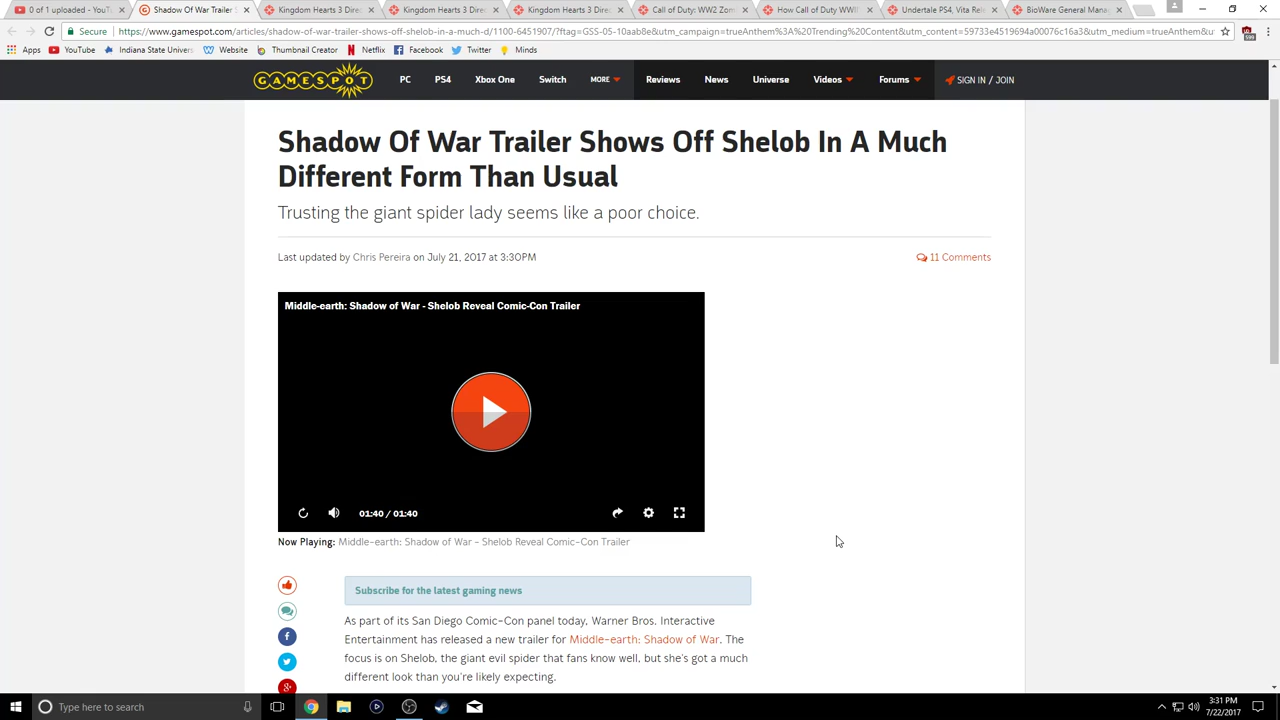 0 of 1 uploaded - YouTu
Shadow Of War Trailer S
Kingdom Hearts 3 Direc
Kingdom Hearts 3 Direc
Kingdom Hearts 3 Direc
Call of Duty: WW2 Zom
How Call of Duty WWII
Undertale PS4, Vita Rele
BioWare General Manag
Secure
https://www.gamespot.com/articles/shadow-of-war-trailer-shows-off-shelob-in-a-much-d/1100-6451907/?ftag=GSS-05-10aab8e&utm_campaign=trueAnthem%3A%20Trending%20Content&utm_content=59733e4519694a00076c16a3&utm_medium=trueAnthem&u
599
Apps YouTube Indiana State Univers Website Thumbnail Creator Netflix Facebook Twitter Minds
GAMESPOT PC PS4 Xbox One Switch MORE Reviews News Universe Videos Forums SIGN IN / JOIN
Shadow Of War Trailer Shows Off Shelob In A Much
Different Form Than Usual
Trusting the giant spider lady seems like a poor choice.
Last updated by Chris Pereira on July 21, 2017 at 3:30PM
11 Comments
Middle-earth: Shadow of War - Shelob Reveal Comic-Con Trailer
01:40 / 01:40
Now Playing: Middle-earth: Shadow of War - Shelob Reveal Comic-Con Trailer
Subscribe for the latest gaming news
As part of its San Diego Comic-Con panel today, Warner Bros. Interactive
Entertainment has released a new trailer for Middle-earth: Shadow of War. The
focus is on Shelob, the giant evil spider that fans know well, but she's got a much
different look than you're likely expecting.
Type here to search
3:31 PM
7/22/2017